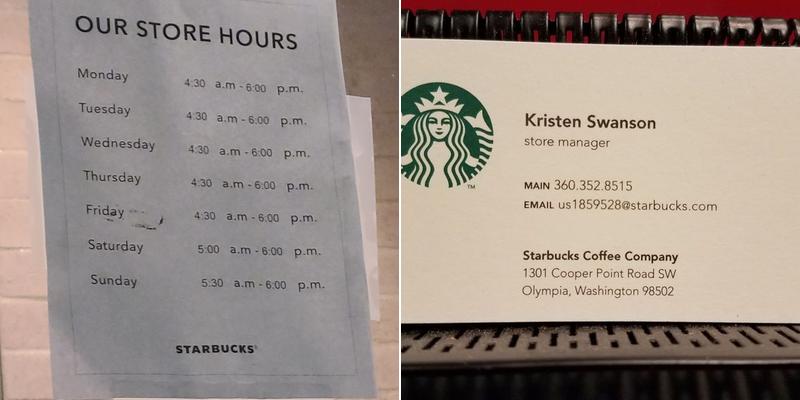 OUR STORE HOURS
Monday 4:30 a.m - 6:00 p.m.
Tuesday 4:30 a.m - 6:00 p.m.
Wednesday 4:30 a.m - 6:00 p.m.
Thursday 4:30 a.m - 6:00 p.m.
Friday 4:30 a.m - 6:00 p.m.
Saturday 5:00 a.m - 6:00 p.m.
Sunday 5:30 a.m - 6:00 p.m.
STARBUCKS®
Kristen Swanson
store manager
MAIN 360.352.8515
EMAIL us1859528@starbucks.com
Starbucks Coffee Company
1301 Cooper Point Road SW
Olympia, Washington 98502
TM